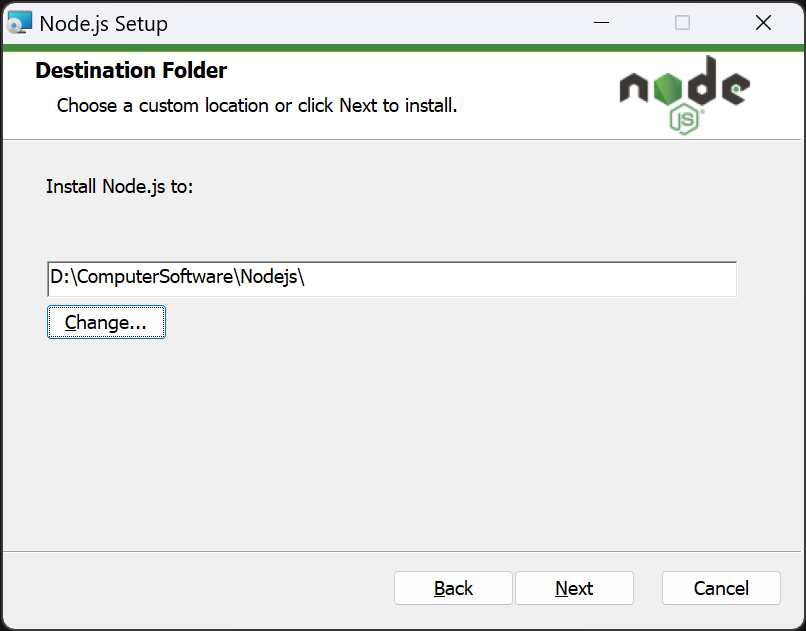 Node.js Setup
Destination Folder
Choose a custom location or click Next to install.
node
JS
Install Node.js to:
D:\ComputerSoftware\Nodejs\
Change...
Back
Next
Cancel